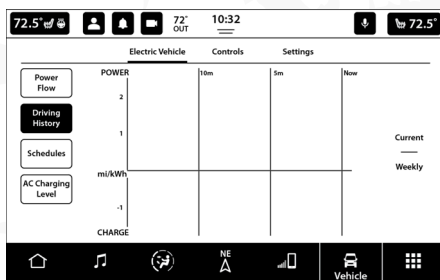 72.5°
72°
OUT
10:32
72.5°
Electric Vehicle
Controls
Settings
Power
Flow
Driving
History
Schedules
AC Charging
Level
POWER
10m
5m
Now
2
1
mi/kWh
-1
CHARGE
Current
Weekly
NE
Vehicle